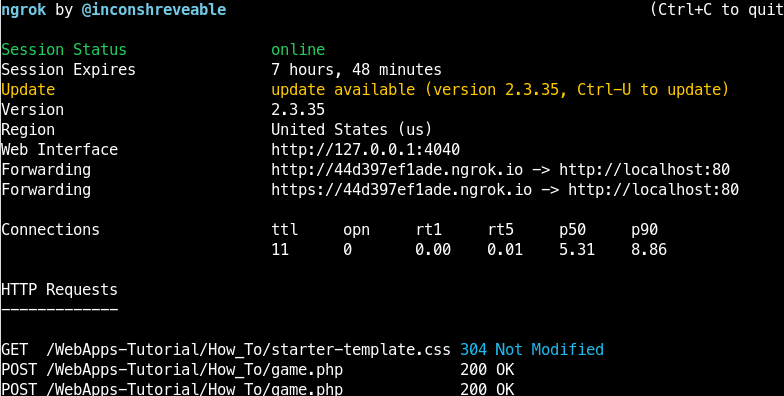 ngrok by @inconshreveable (Ctrl+C to quit
Session Status online
Session Expires 7 hours, 48 minutes
Update update available (version 2.3.35, Ctrl-U to update)
Version 2.3.35
Region United States (us)
Web Interface http://127.0.0.1:4040
Forwarding http://44d397ef1ade.ngrok.io -> http://localhost:80
Forwarding https://44d397ef1ade.ngrok.io -> http://localhost:80
Connections ttl opn rt1 rt5 p50 p90
11 0 0.00 0.01 5.31 8.86
HTTP Requests
-------------
GET /WebApps-Tutorial/How_To/starter-template.css 304 Not Modified
POST /WebApps-Tutorial/How_To/game.php 200 OK
POST /WebApps-Tutorial/How_To/game.php 200 OK